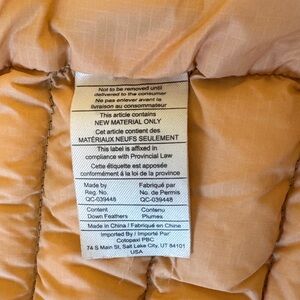 Not to be removed until
delivered to the consumer
Ne pas enlever avant la
livraison au consommateur
This article contains
NEW MATERIAL ONLY
Cet article contient des
MATÉRIAUX NEUFS SEULEMENT
This label is affixed in
compliance with Provincial Law
Cette étiquette est apposée
conformément à la loi de la province
Made by Fabriqué par
Reg. No. No. de Permis
QC-039448 QC-039448
Content Contenu
Down Feathers Plumes
Made in China / Fabriqué en Chine
Imported By / Importé Par
Cotopaxi PBC
74 S Main St, Salt Lake City, UT 84101
USA